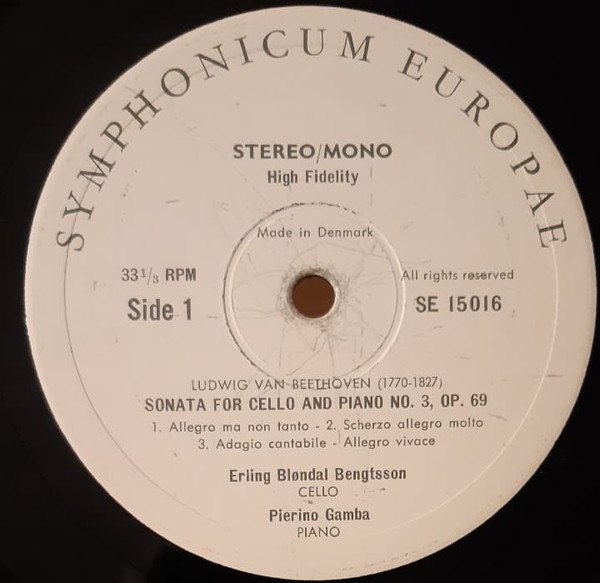 SYMPHONICUM EUROPAE
STEREO/MONO
High Fidelity
Made in Denmark
33 1/3 RPM
All rights reserved
Side 1
SE 15016
LUDWIG VAN BEETHOVEN (1770-1827)
SONATA FOR CELLO AND PIANO NO. 3, OP. 69
1. Allegro ma non tanto - 2. Scherzo allegro molto
3. Adagio cantabile - Allegro vivace
Erling Bløndal Bengtsson
CELLO
Pierino Gamba
PIANO